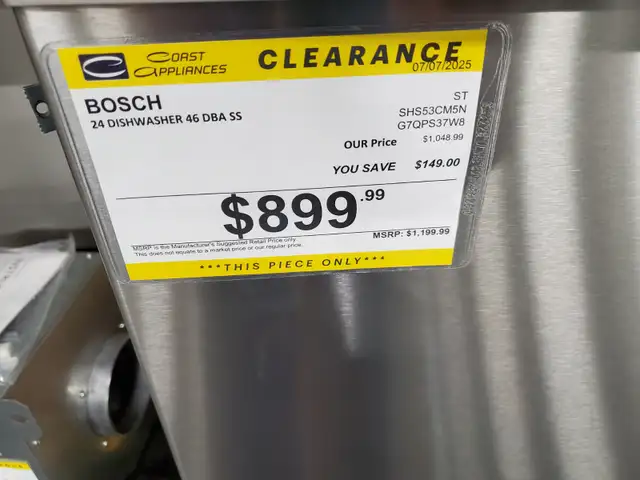 COAST
APPLIANCES
CLEARANCE
07/07/2025
BOSCH
24 DISHWASHER 46 DBA SS
ST
SHS53CM5N
G7QPS37W8
OUR Price $1,048.99
YOU SAVE $149.00
$899.99
MSRP is the Manufacturer's Suggested Retail Price only.
This does not equate to a market price or our regular price.
MSRP: $1,199.99
***THIS PIECE ONLY***